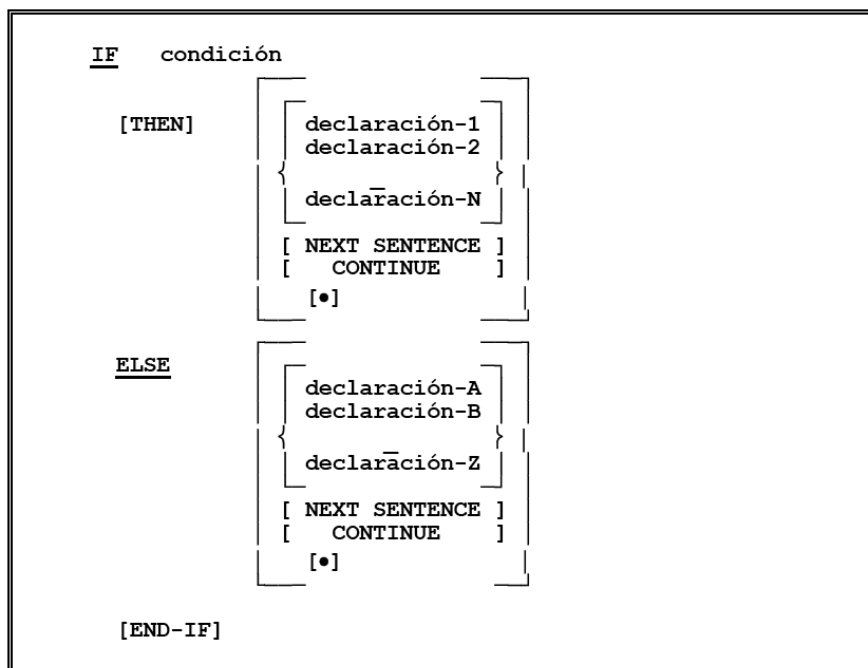 IF condición
[THEN] declaración-1
declaración-2
{ }
declaración-N
[ NEXT SENTENCE ]
[ CONTINUE ]
[●]
ELSE
declaración-A
declaración-B
{ }
declaración-Z
[ NEXT SENTENCE ]
[ CONTINUE ]
[●]
[END-IF]